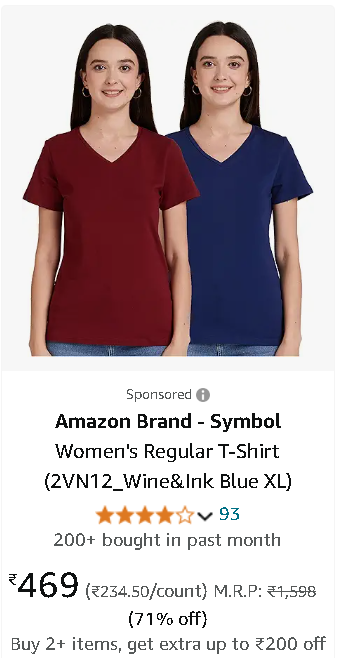 Sponsored
Amazon Brand - Symbol
Women's Regular T-Shirt
(2VN12_Wine&Ink Blue XL)
93
200+ bought in past month
₹469 (₹234.50/count) M.R.P: ₹1,598
(71% off)
Buy 2+ items, get extra up to ₹200 off